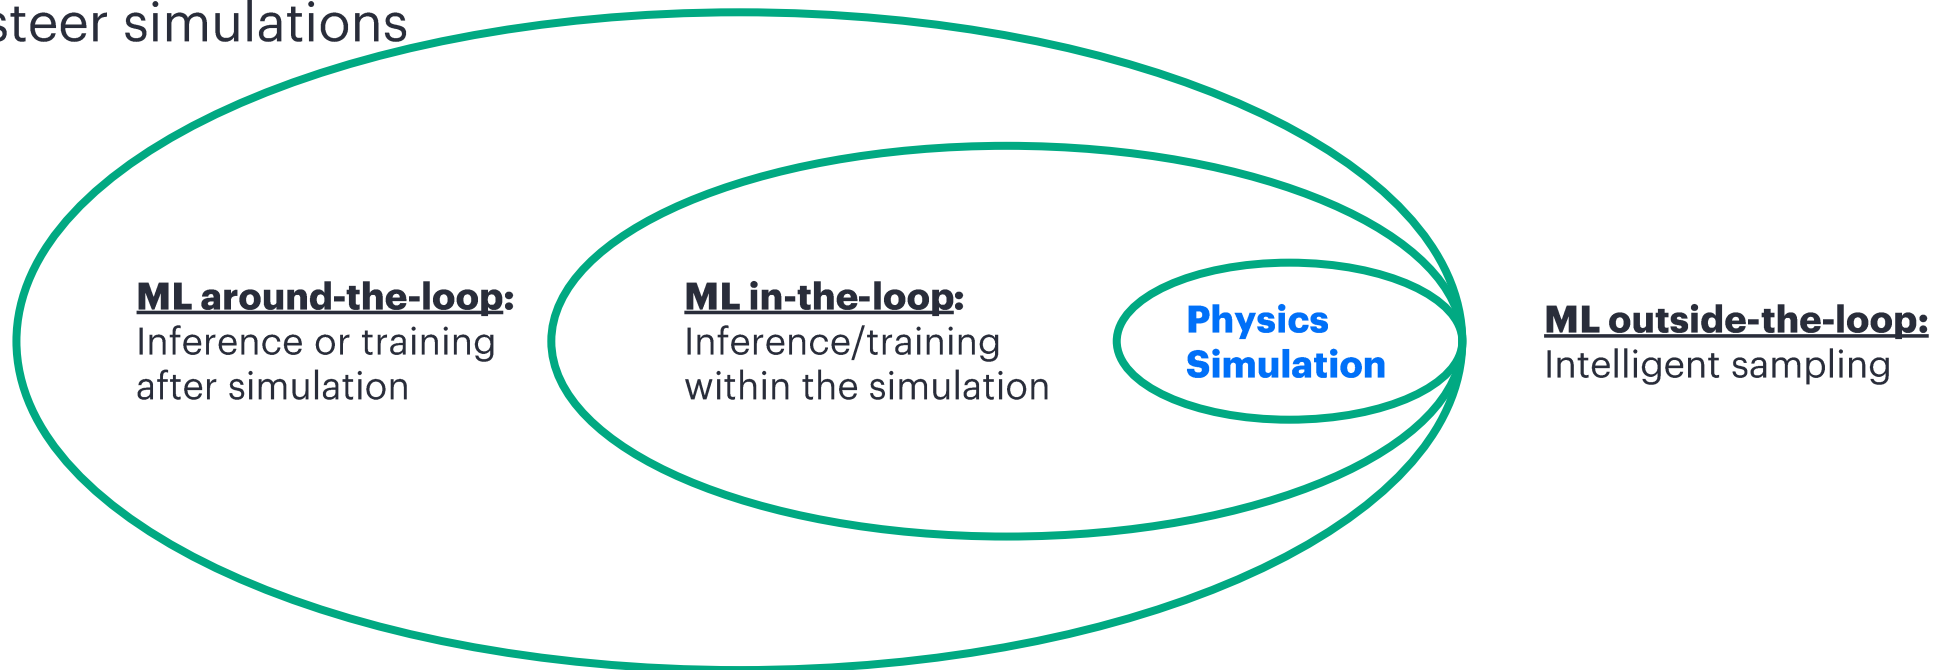 steer simulations
ML around-the-loop:
Inference or training
after simulation
ML in-the-loop:
Inference/training
within the simulation
Physics
Simulation
ML outside-the-loop:
Intelligent sampling